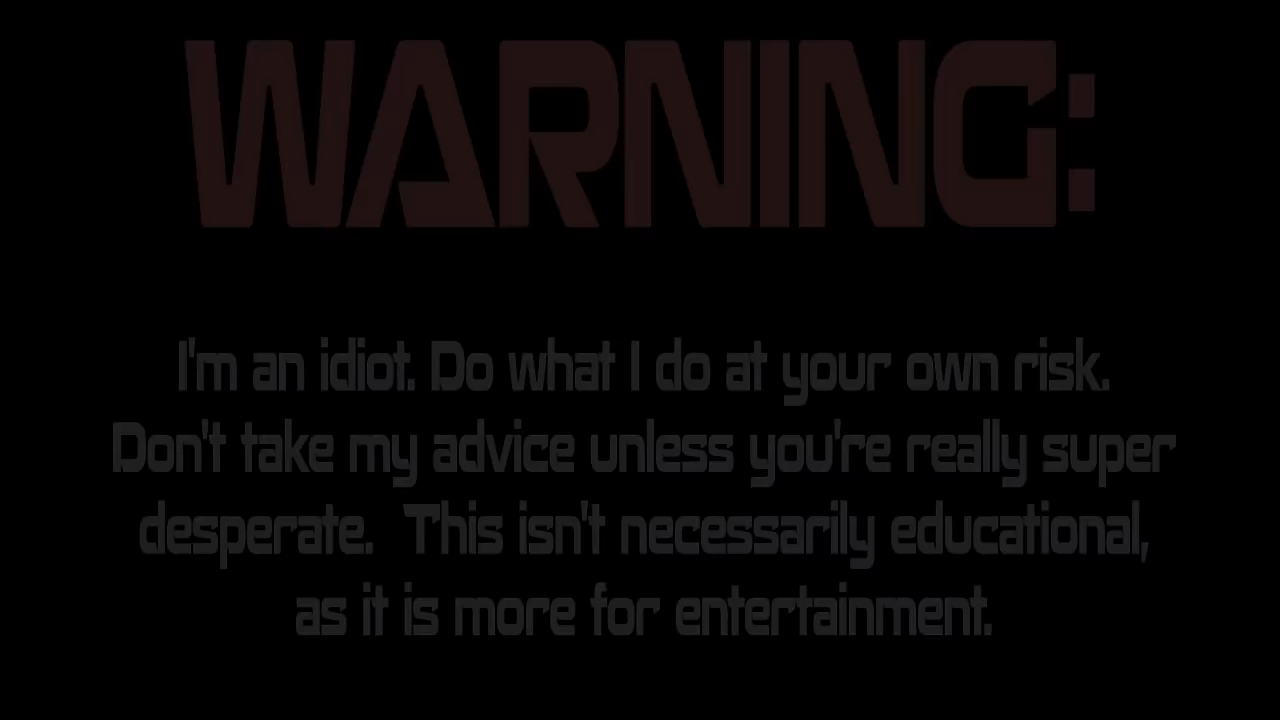 WARNING:
I'm an idiot. Do what I do at your own risk.
Don't take my advice unless you're really super
desperate.  This isn't necessarily educational,
as it is more for entertainment.